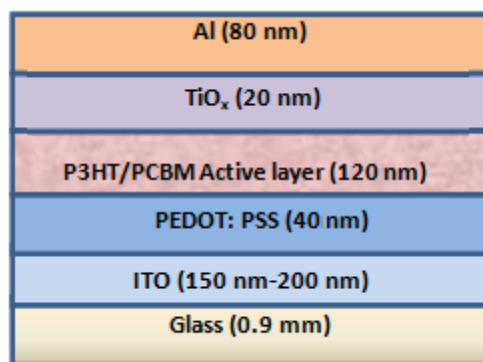 Al (80 nm)
TiOₓ (20 nm)
P3HT/PCBM Active layer (120 nm)
PEDOT: PSS (40 nm)
ITO (150 nm-200 nm)
Glass (0.9 mm)